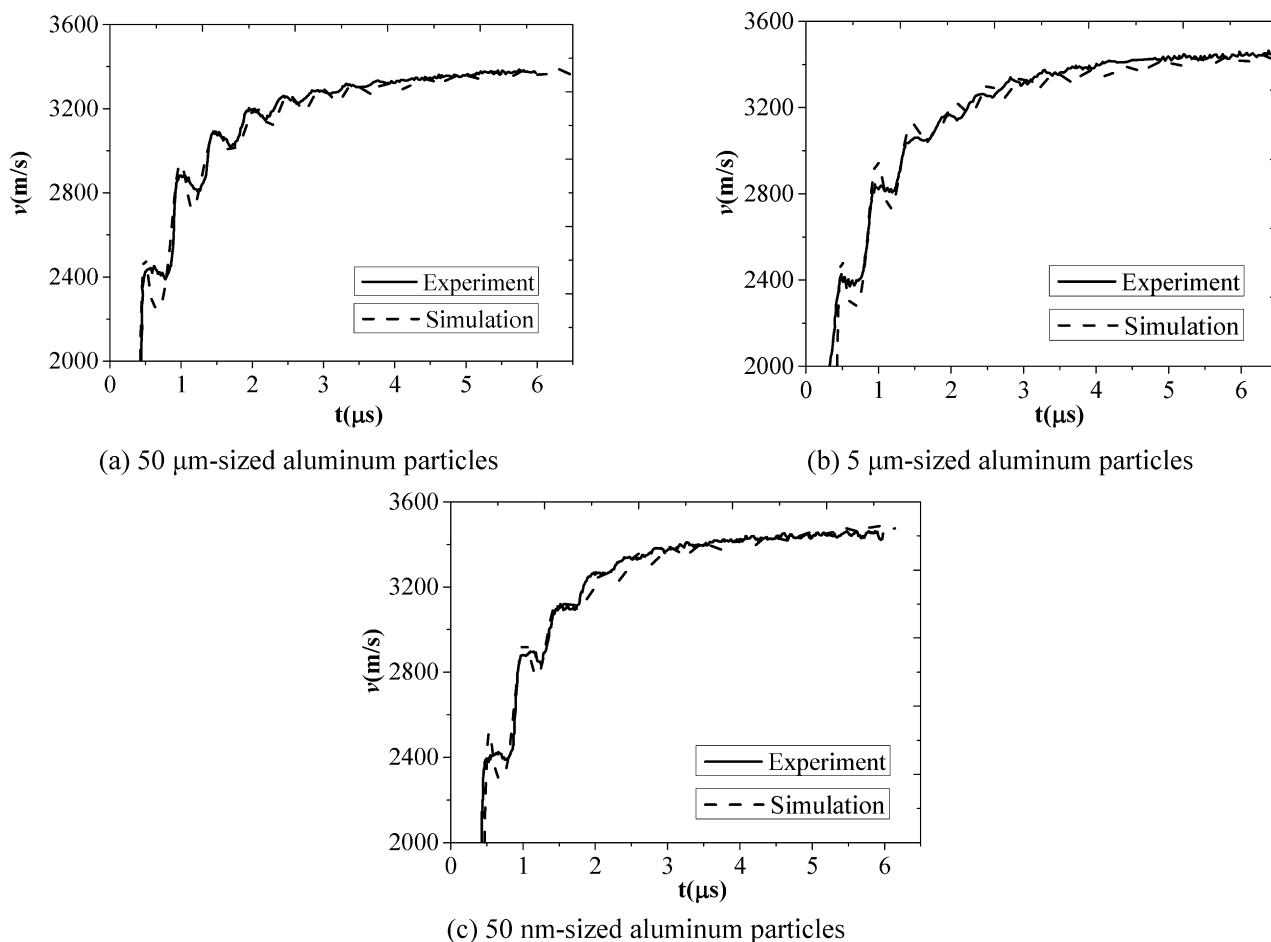 3600
3200
2800
2400
2000
v(m/s)
Experiment
Simulation
0 1 2 3 4 5 6
t(μs)
(a) 50 μm-sized aluminum particles
3600
3200
2800
2400
2000
v(m/s)
Experiment
Simulation
0 1 2 3 4 5 6
t(μs)
(b) 5 μm-sized aluminum particles
3600
3200
2800
2400
2000
v(m/s)
Experiment
Simulation
0 1 2 3 4 5 6
t(μs)
(c) 50 nm-sized aluminum particles